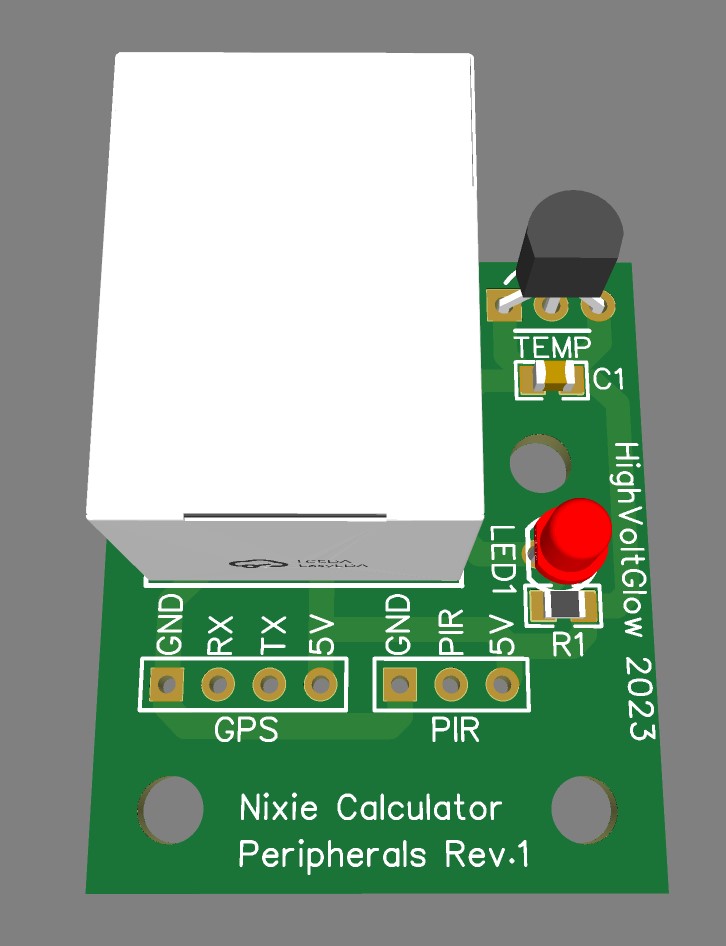 TEMP
C1
HighVoltGlow 2023
LED1
R1
GND RX TX 5V
GND PIR 5V
GPS
PIR
Nixie Calculator
Peripherals Rev.1